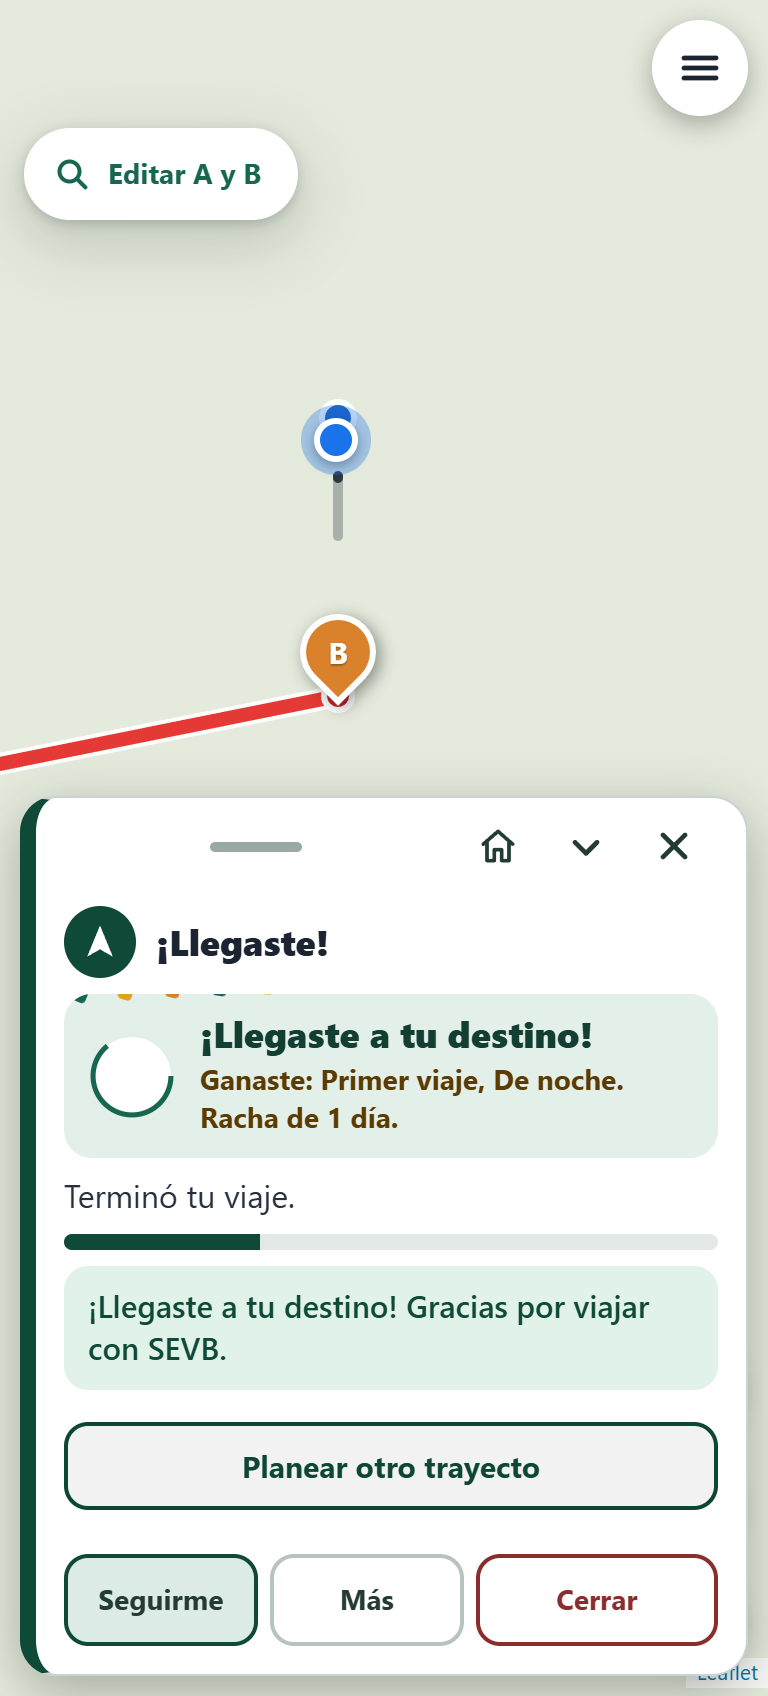 Editar A y B
B
¡Llegaste!
¡Llegaste a tu destino!
Ganaste: Primer viaje, De noche.
Racha de 1 día.
Terminó tu viaje.
¡Llegaste a tu destino! Gracias por viajar
con SEVB.
Planear otro trayecto
Seguirme
Más
Cerrar
Leaflet